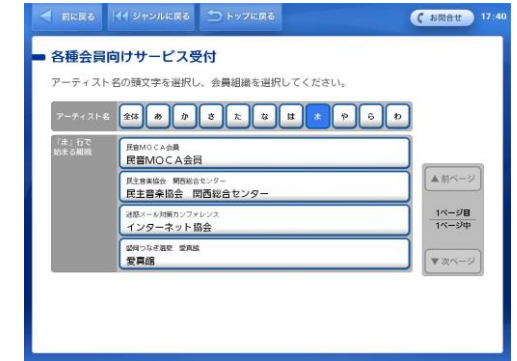 前に戻る
ジャンルに戻る
トップに戻る
お問合せ
17:40
各種会員向けサービス受付
アーティスト名の頭文字を選択し、会員組織を選択してください。
アーティスト名
全体 あ か さ た な は ま や ら わ
「ま」行で
始まる組織
民音MOCA会員
民音MOCA会員
民主音楽協会 関西総合センター
民主音楽協会 関西総合センター
迷惑メール対策カンファレンス
インターネット協会
盛岡つなぎ温泉 愛真館
愛真館
▲前ページ
1ページ目
1ページ中
▼次ページ